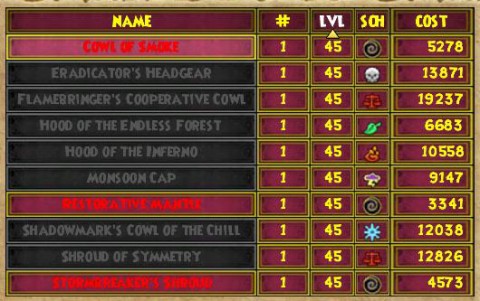 NAME # LVL SCH COST
COWL OF SMOKE 1 45 5278
ERADICATOR'S HEADGEAR 1 45 13871
FLAMEBRINGER'S COOPERATIVE COWL 1 45 19237
HOOD OF THE ENDLESS FOREST 1 45 6683
HOOD OF THE INFERNO 1 45 10558
MONSOON CAP 1 45 9147
RESTORATIVE MANTLE 1 45 3341
SHADOWMARK'S COWL OF THE CHILL 1 45 12038
SHROUD OF SYMMETRY 1 45 12826
STORMBREAKER'S SHROUD 1 45 4573